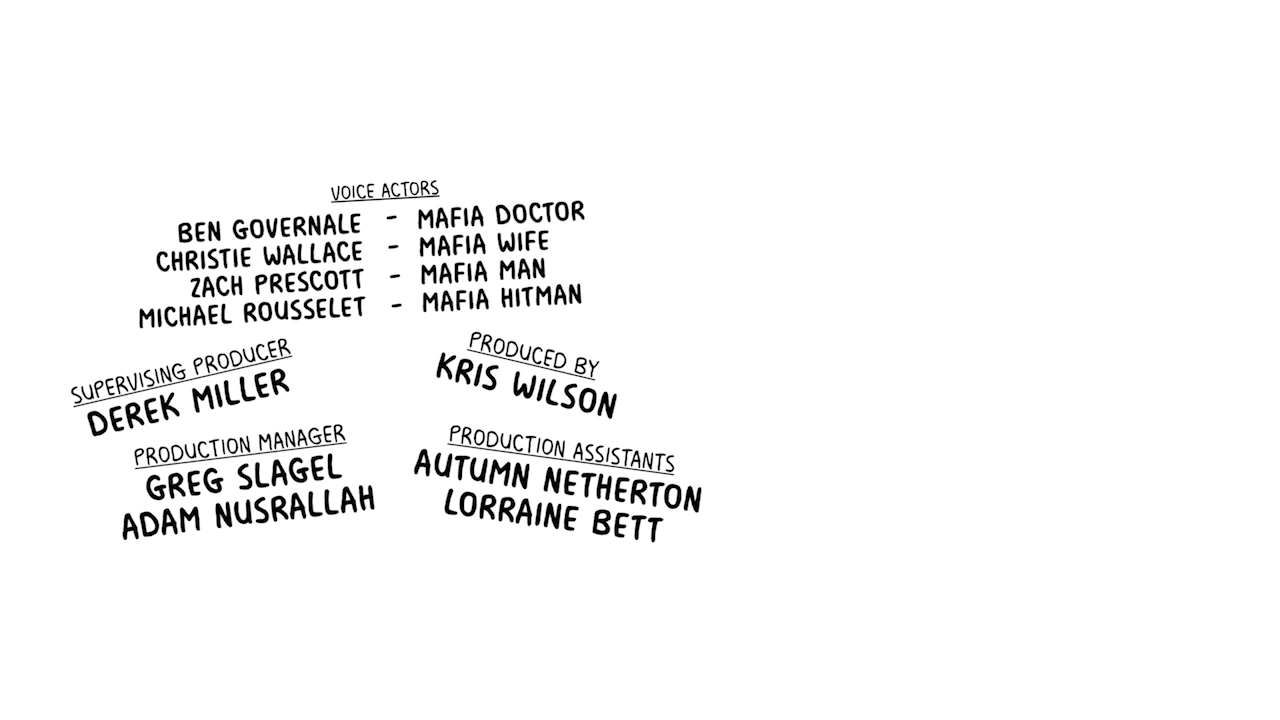 VOICE ACTORS
BEN GOVERNALE - MAFIA DOCTOR
CHRISTIE WALLACE - MAFIA WIFE
ZACH PRESCOTT - MAFIA MAN
MICHAEL ROUSSELET - MAFIA HITMAN
SUPERVISING PRODUCER
DEREK MILLER
PRODUCED BY
KRIS WILSON
PRODUCTION MANAGER
GREG SLAGEL
ADAM NUSRALLAH
PRODUCTION ASSISTANTS
AUTUMN NETHERTON
LORRAINE BETT